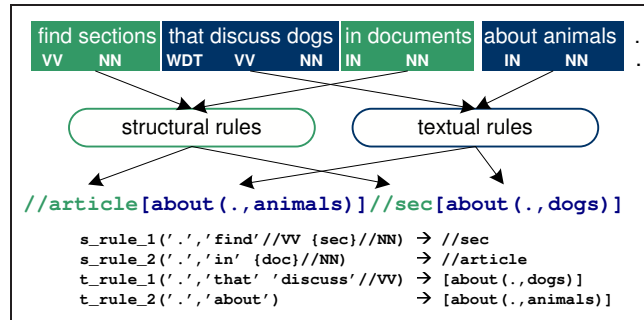 find sections that discuss dogs in documents about animals .
VV NN WDT VV NN IN NN IN NN .
structural rules textual rules
//article[about(.,animals)]//sec[about(.,dogs)]
s_rule_1('.','find'//VV {sec}//NN) → //sec
s_rule_2('.','in' {doc}//NN) → //article
t_rule_1('.','that' 'discuss'//VV) → [about(.,dogs)]
t_rule_2('.','about') → [about(.,animals)]